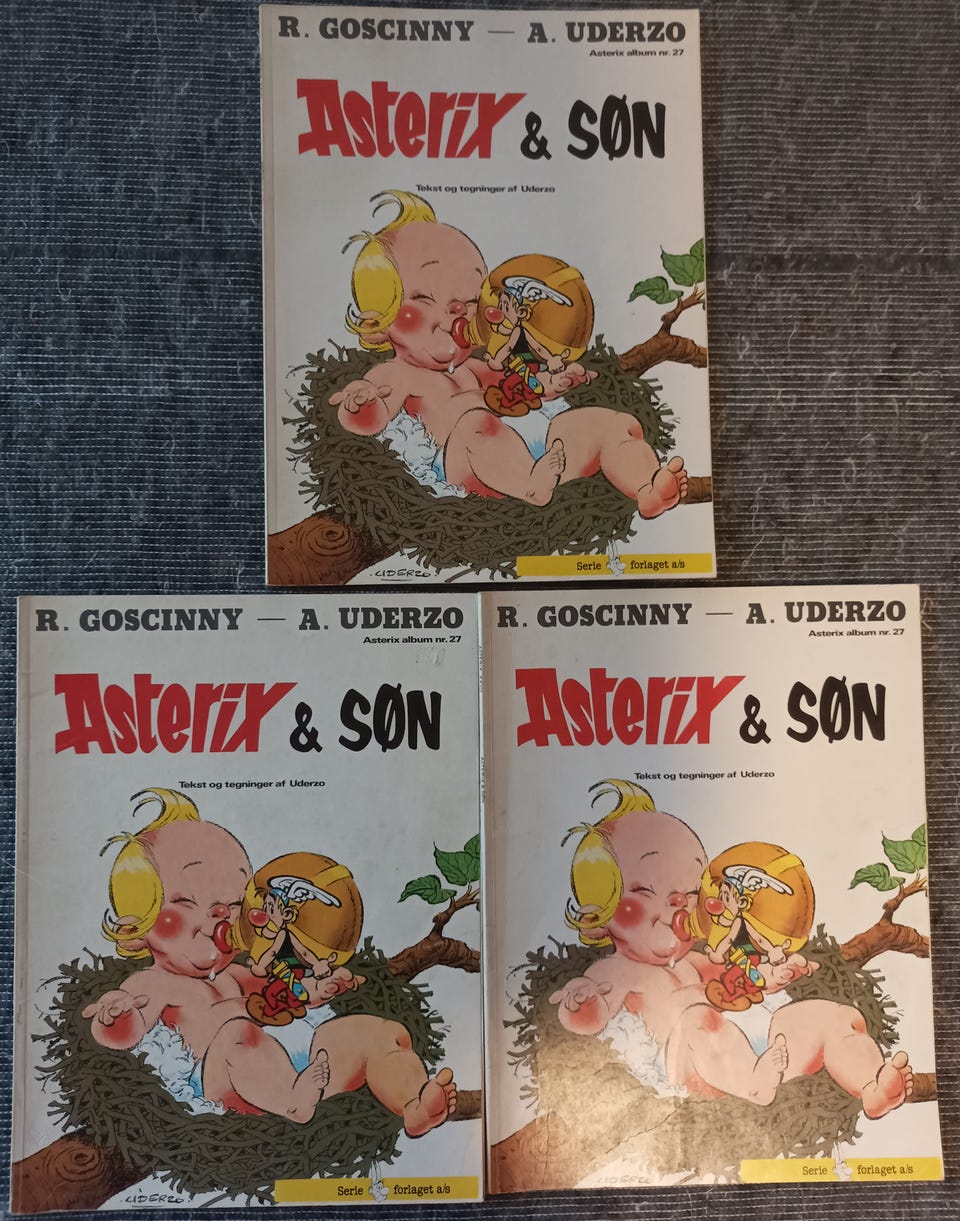 R. GOSCINNY — A. UDERZO
Asterix album nr. 27
Asterix & SØN
Tekst og tegninger af Uderzo
.UDERZO.
Serie forlaget a/s
R. GOSCINNY — A. UDERZO
Asterix album nr. 27
Asterix & SØN
Tekst og tegninger af Uderzo
.UDERZO.
Serie forlaget a/s
R. GOSCINNY — A. UDERZO
Asterix album nr. 27
Asterix & SØN
Tekst og tegninger af Uderzo
Serie forlaget a/s